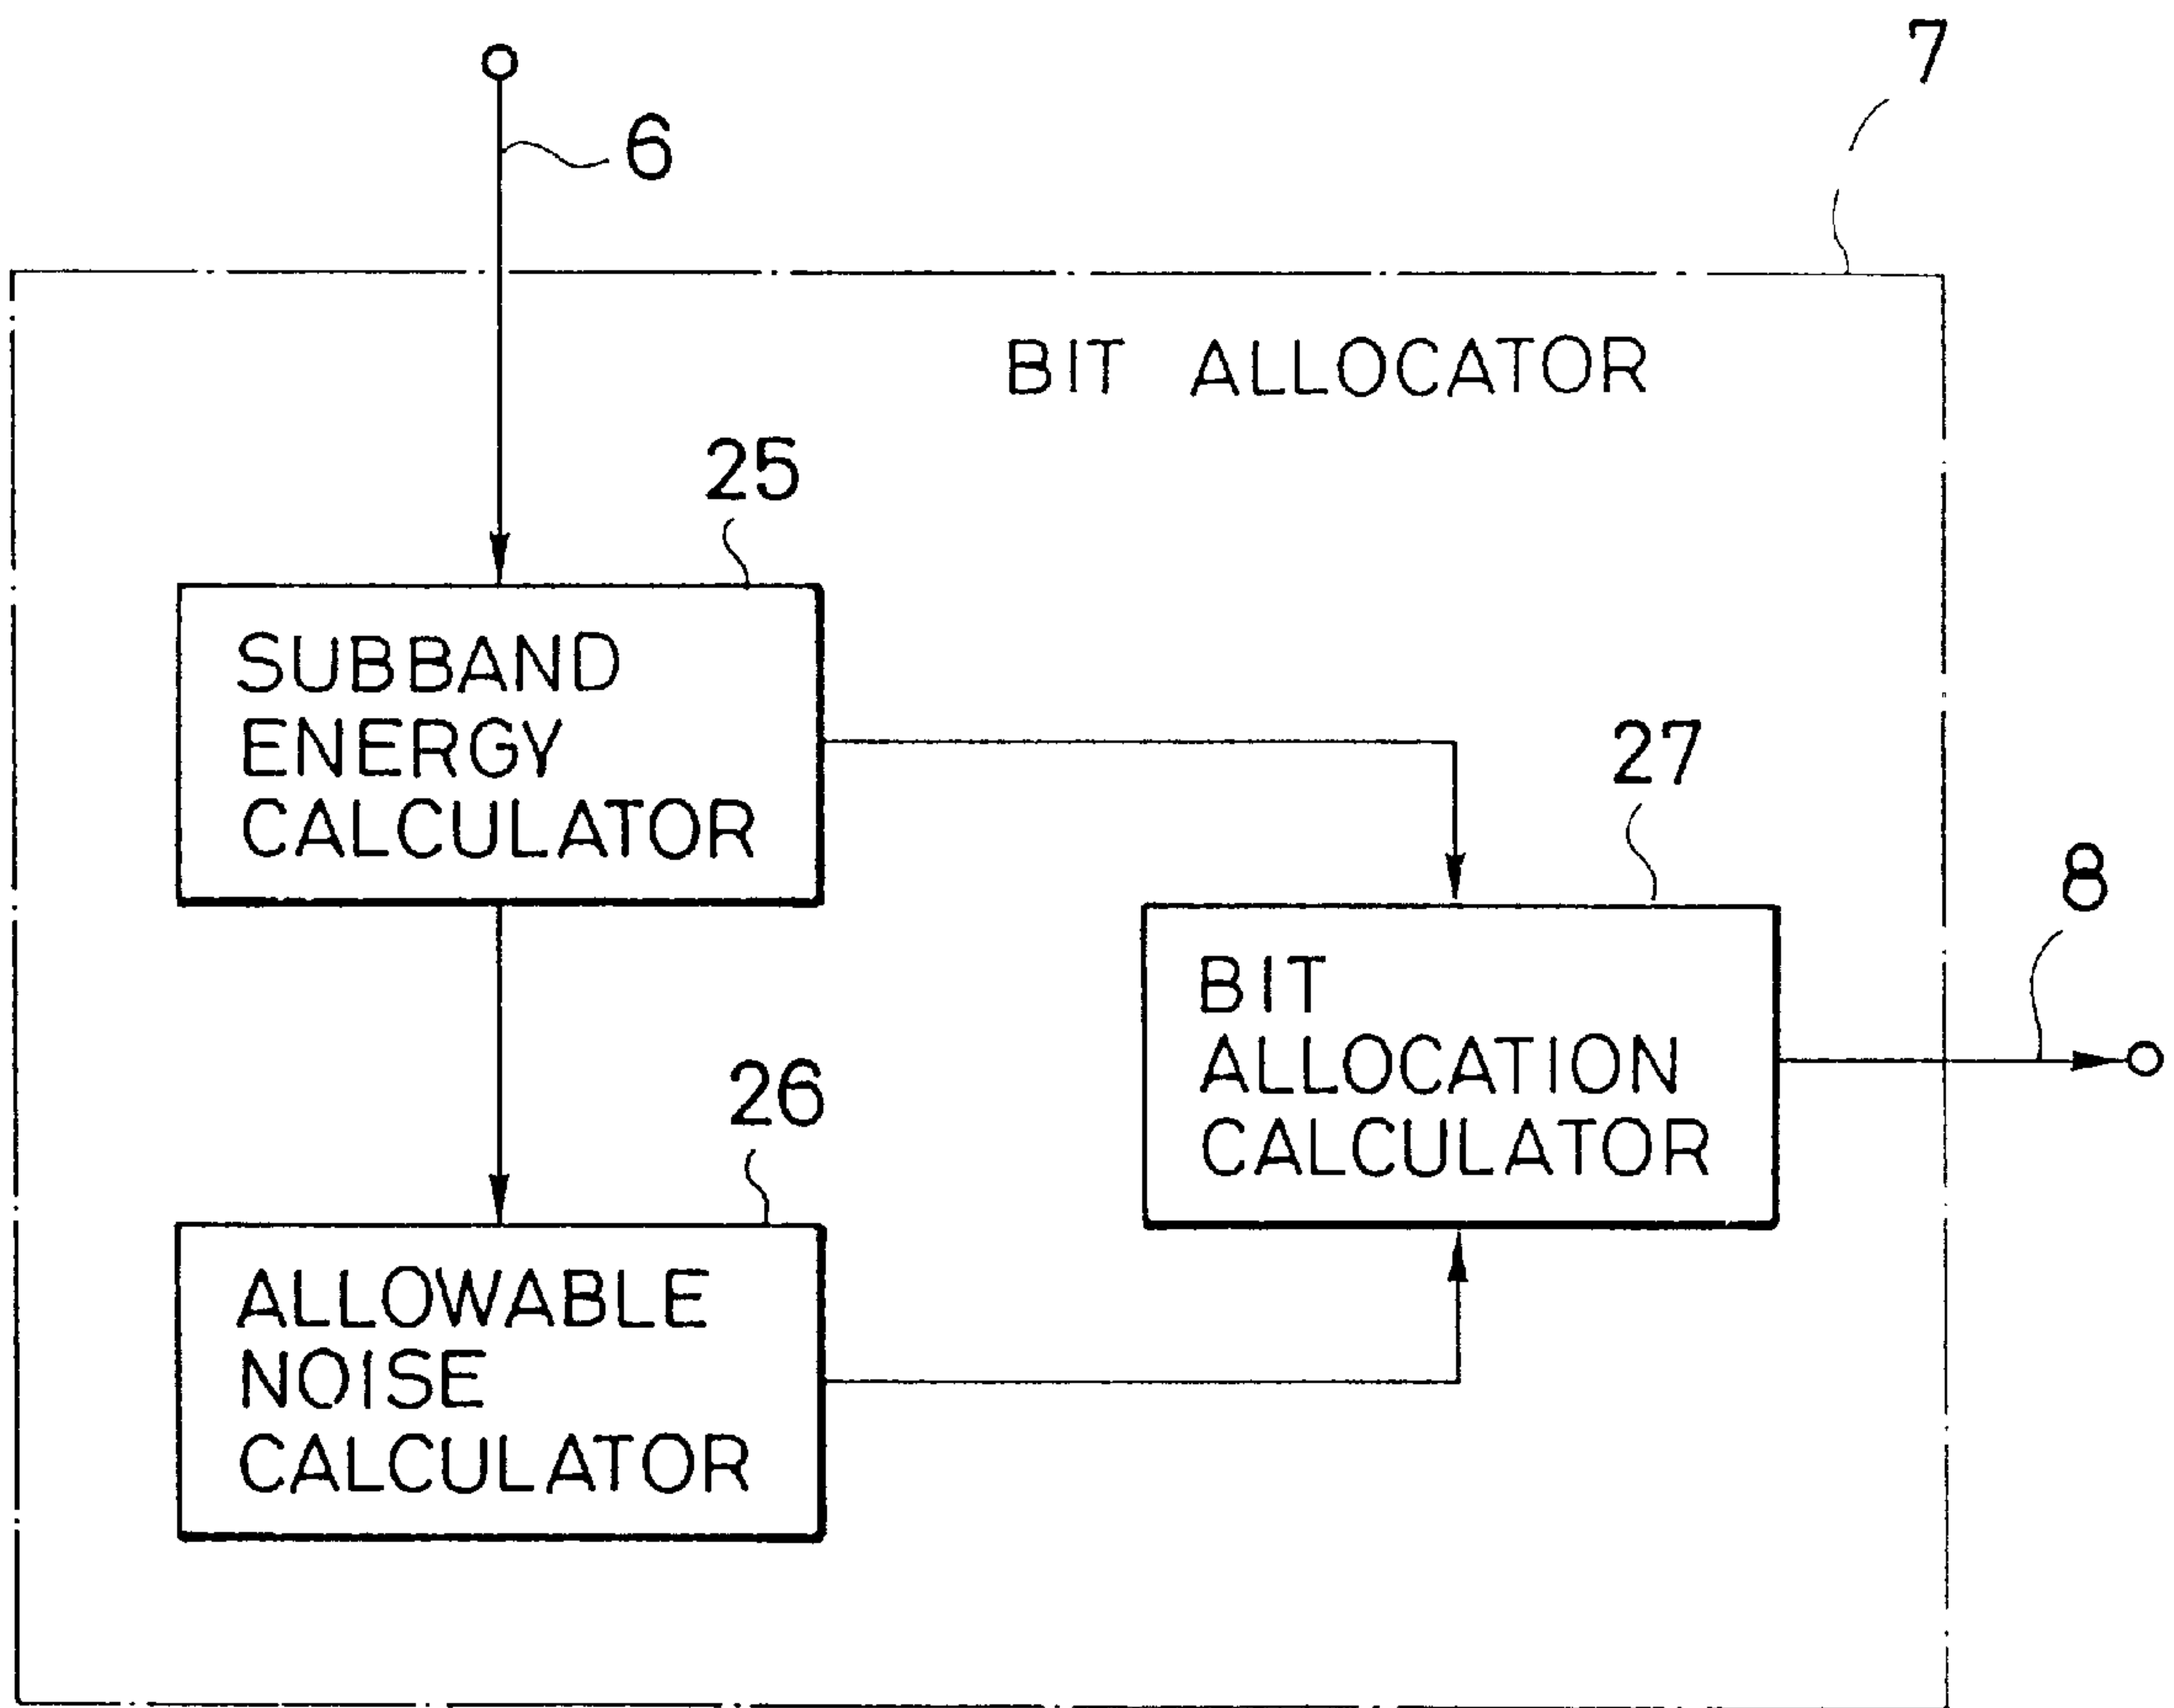 7
6
BIT ALLOCATOR
25
SUBBAND
ENERGY
CALCULATOR
27
8
BIT
ALLOCATION
CALCULATOR
26
ALLOWABLE
NOISE
CALCULATOR